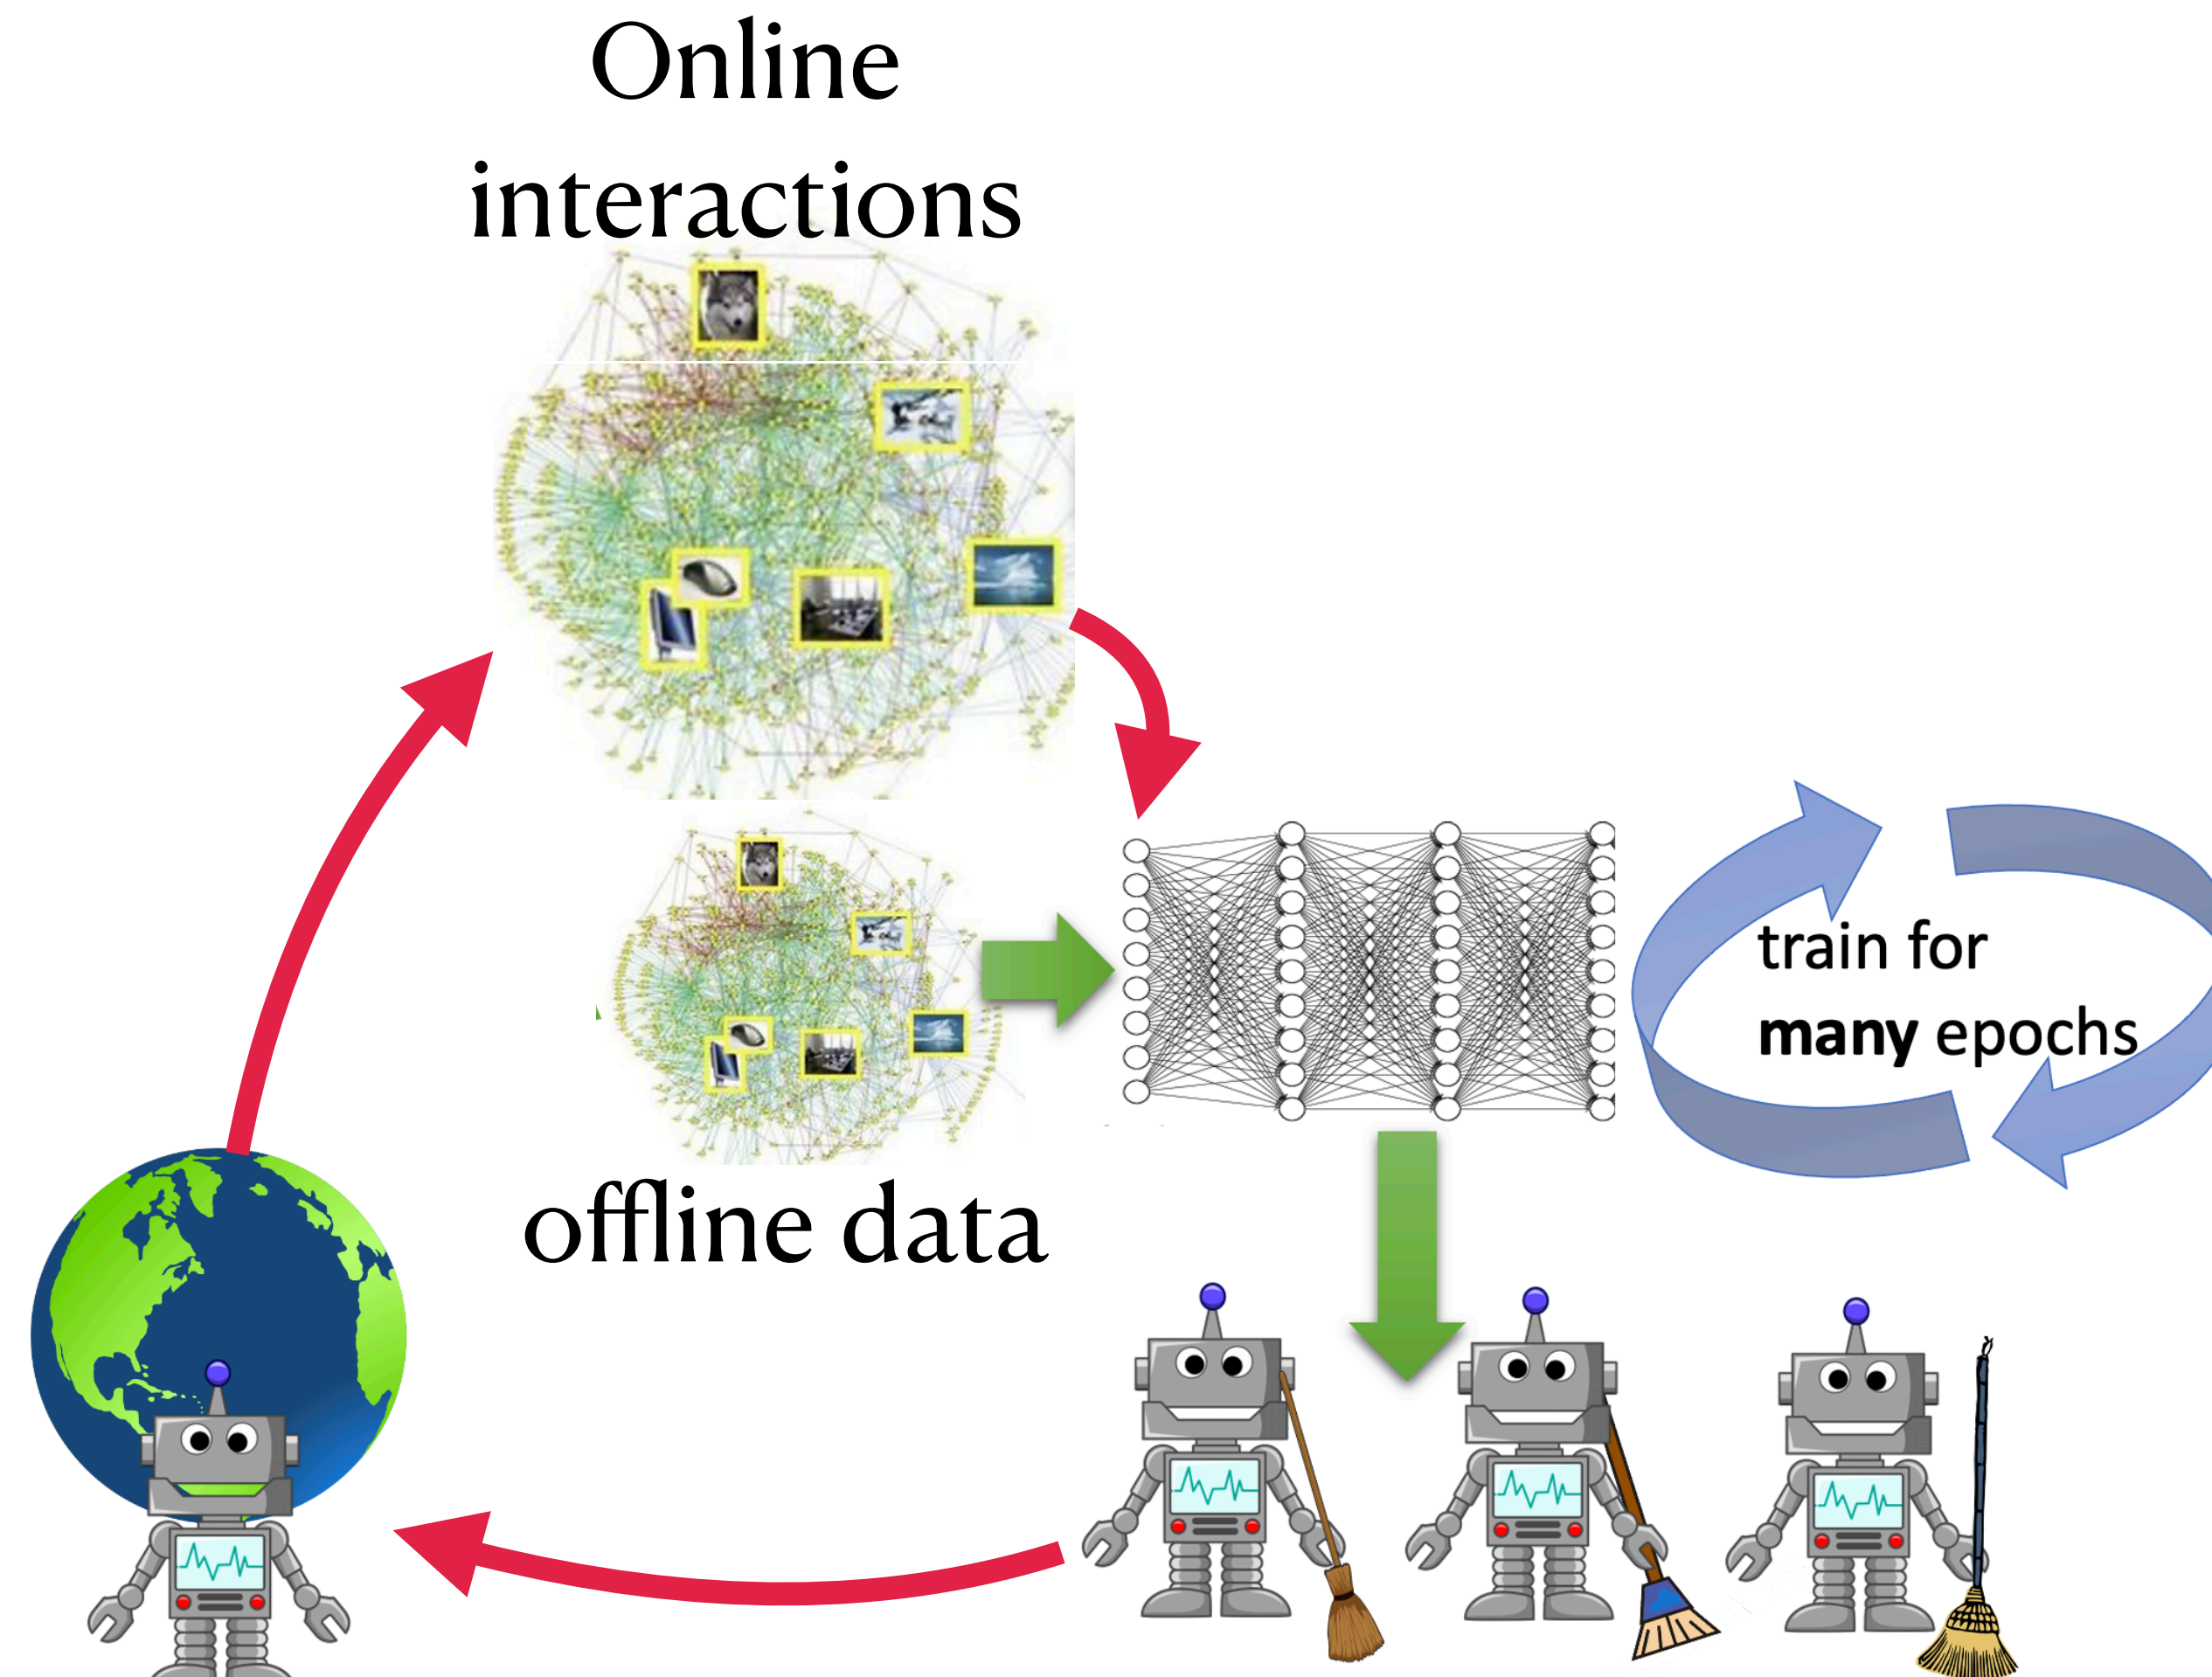 Online
interactions
train for
many epochs
offline data